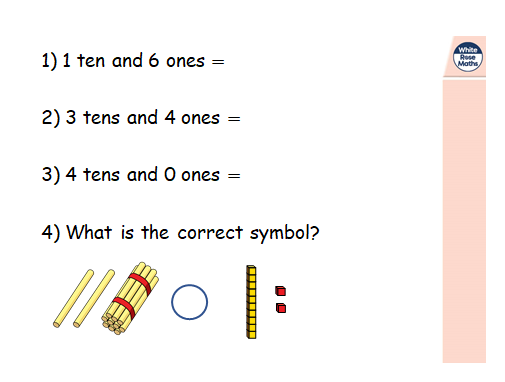 1) 1 ten and 6 ones =
White
Rose
Maths
2) 3 tens and 4 ones =
3) 4 tens and 0 ones =
4) What is the correct symbol?